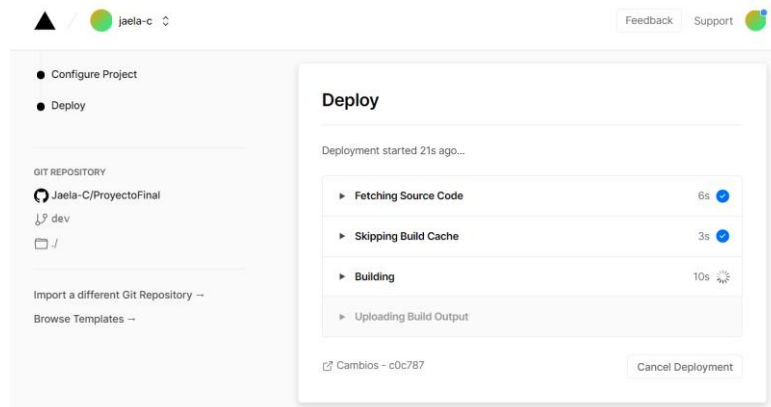 jaela-c
Feedback
Support
Configure Project
Deploy
GIT REPOSITORY
Jaela-C/ProyectoFinal
dev
./
Import a different Git Repository →
Browse Templates →
Deploy
Deployment started 21s ago...
Fetching Source Code 6s
Skipping Build Cache 3s
Building 10s
Uploading Build Output
Cambios - c0c787
Cancel Deployment